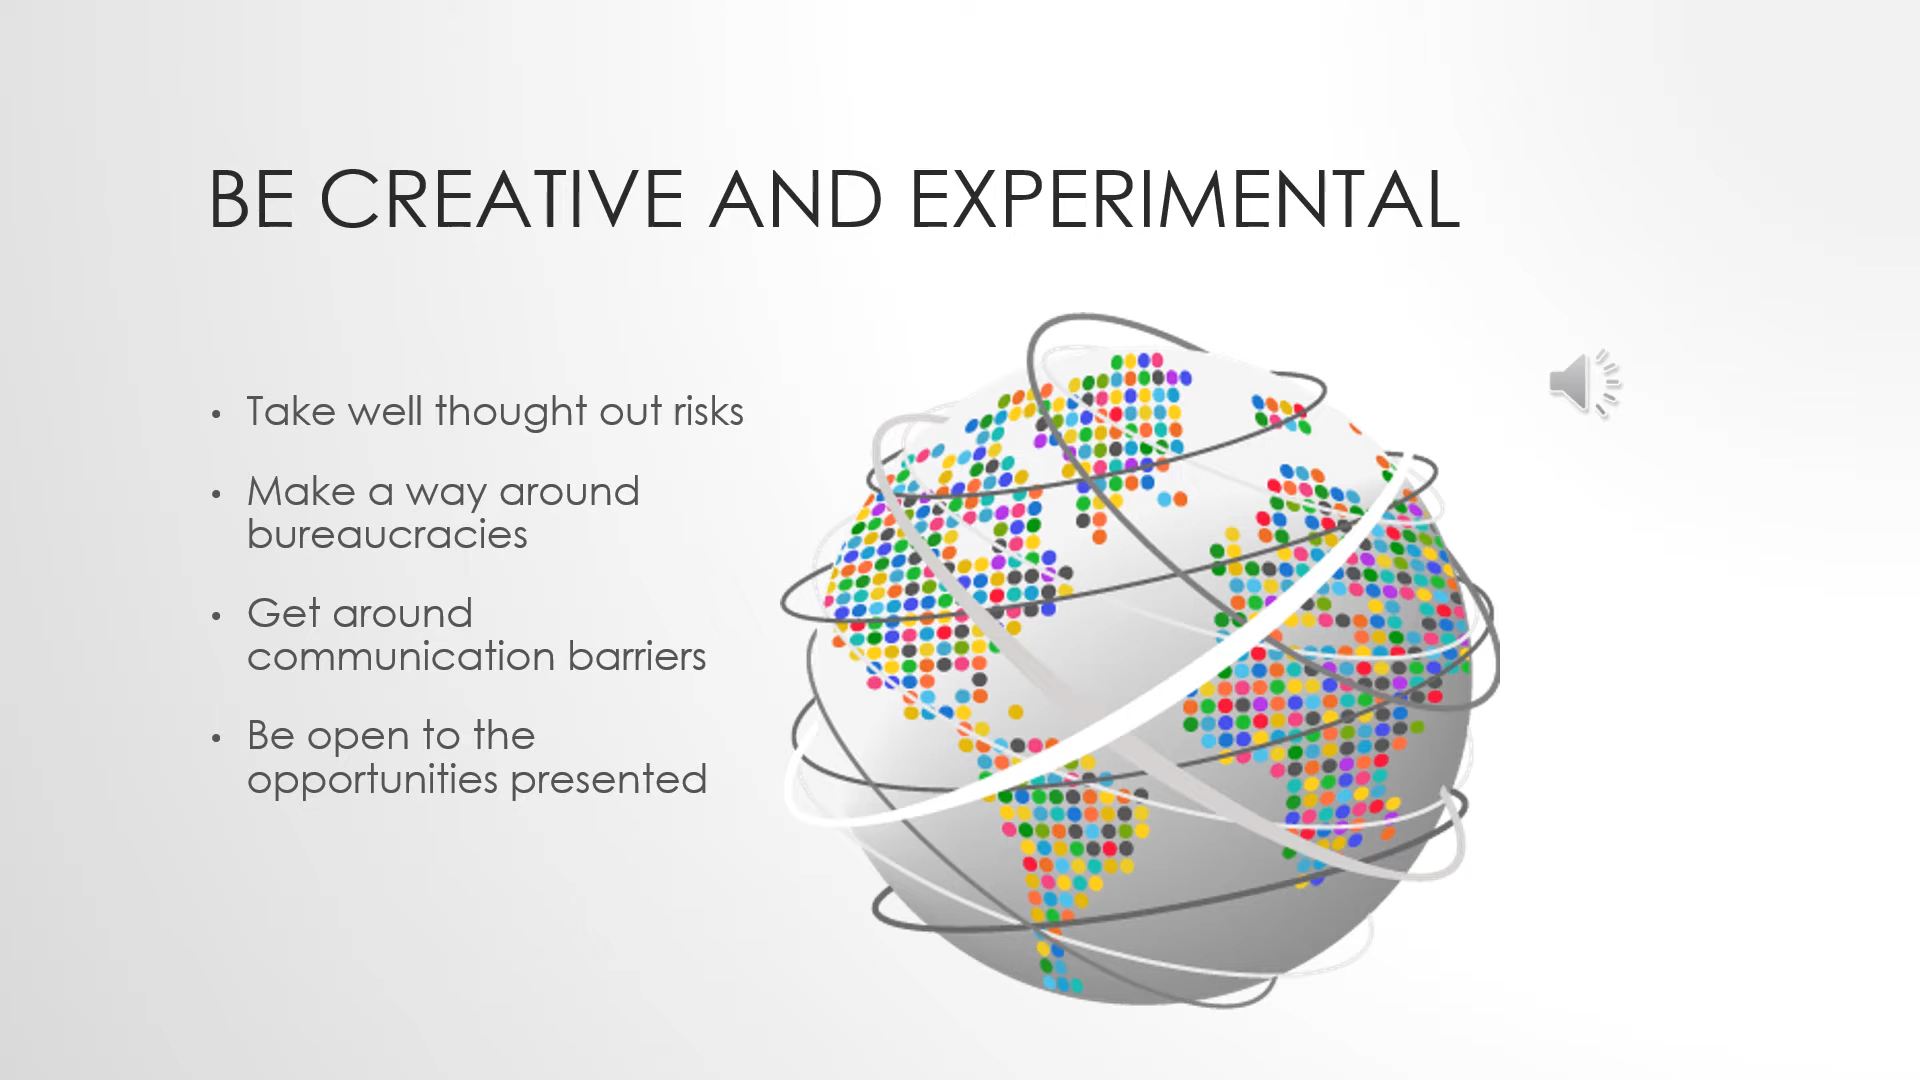 BE CREATIVE AND EXPERIMENTAL
• Take well thought out risks
• Make a way around
bureaucracies
• Get around
communication barriers
• Be open to the
opportunities presented